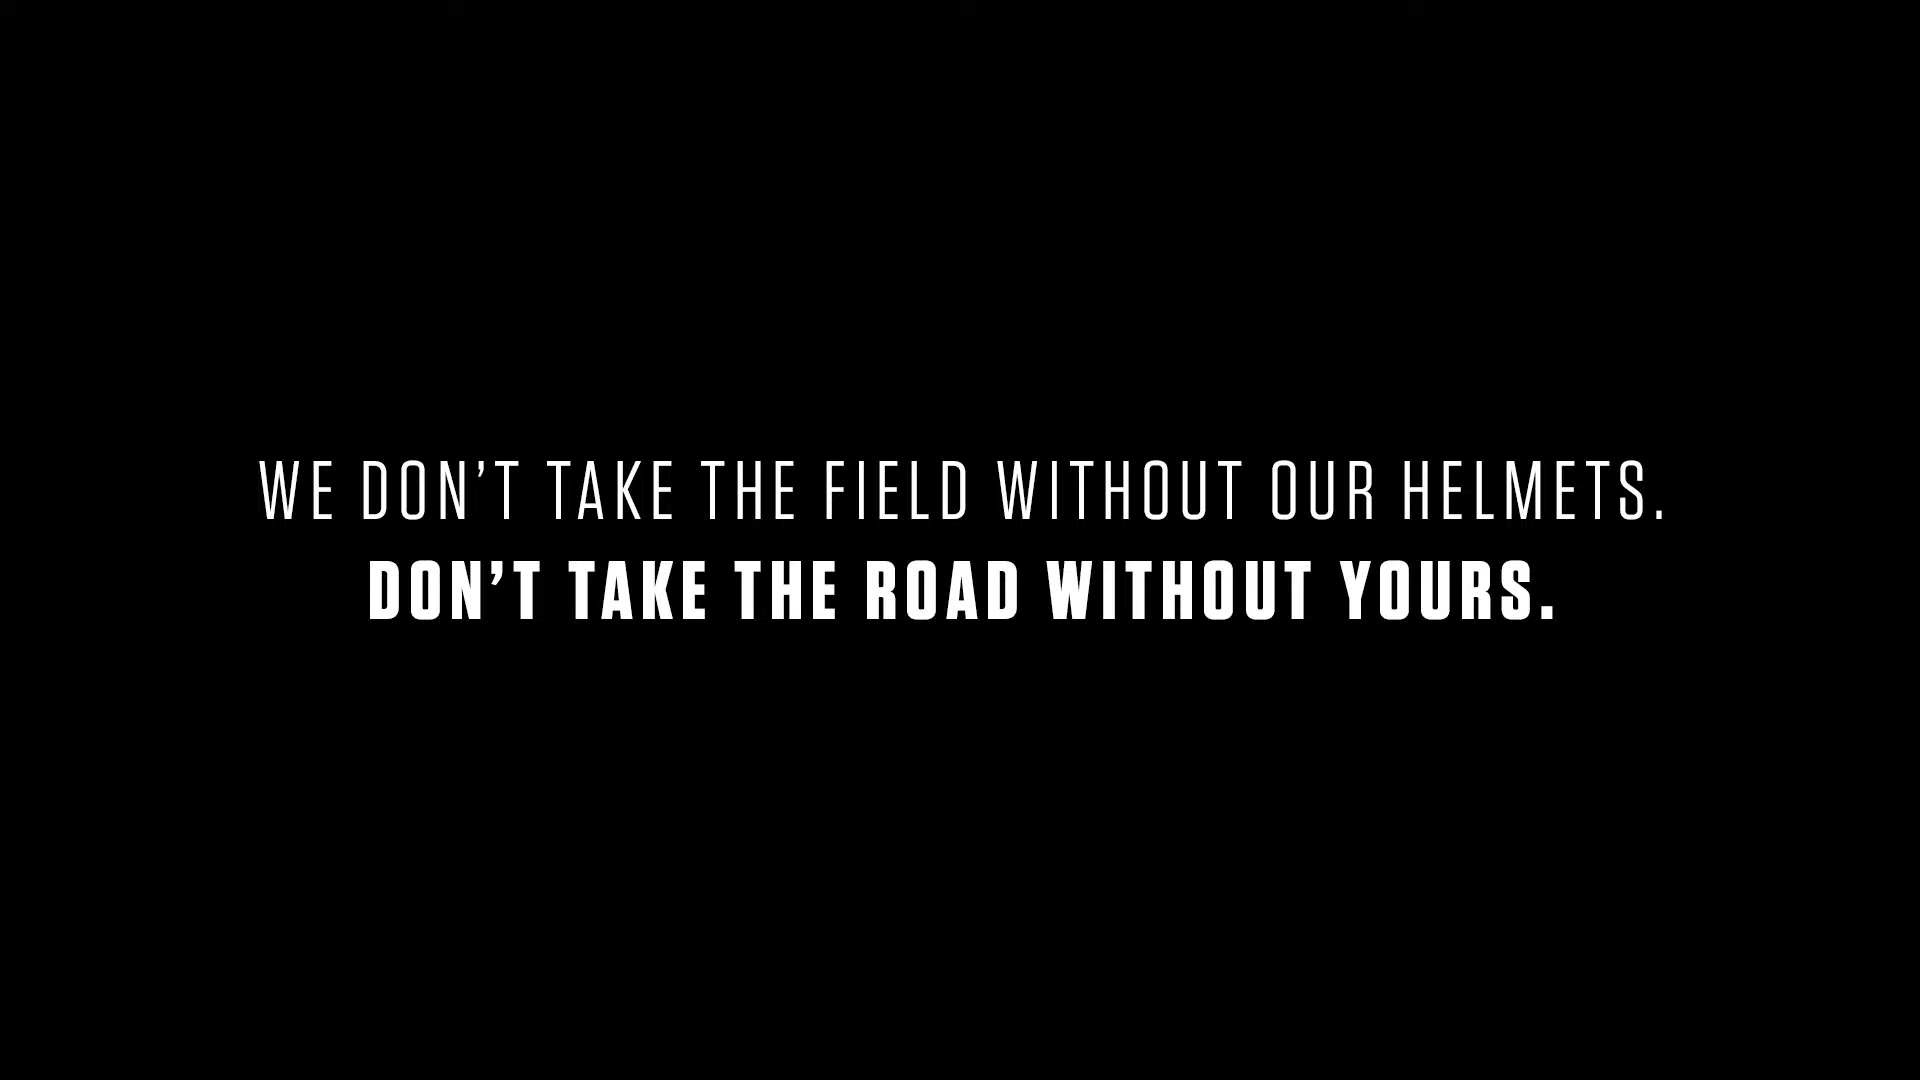 WE DON’T TAKE THE FIELD WITHOUT OUR HELMETS.
DON’T TAKE THE ROAD WITHOUT YOURS.